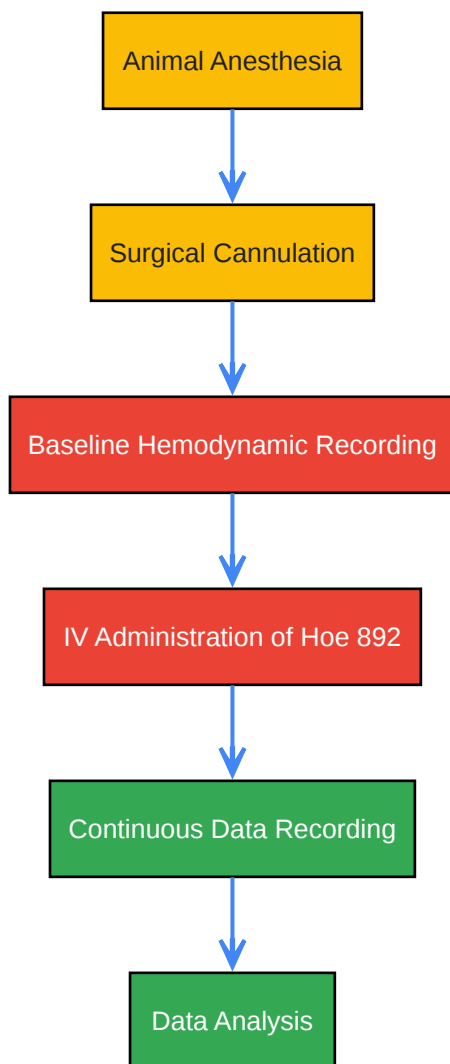 Animal Anesthesia
Surgical Cannulation
Baseline Hemodynamic Recording
IV Administration of Hoe 892
Continuous Data Recording
Data Analysis